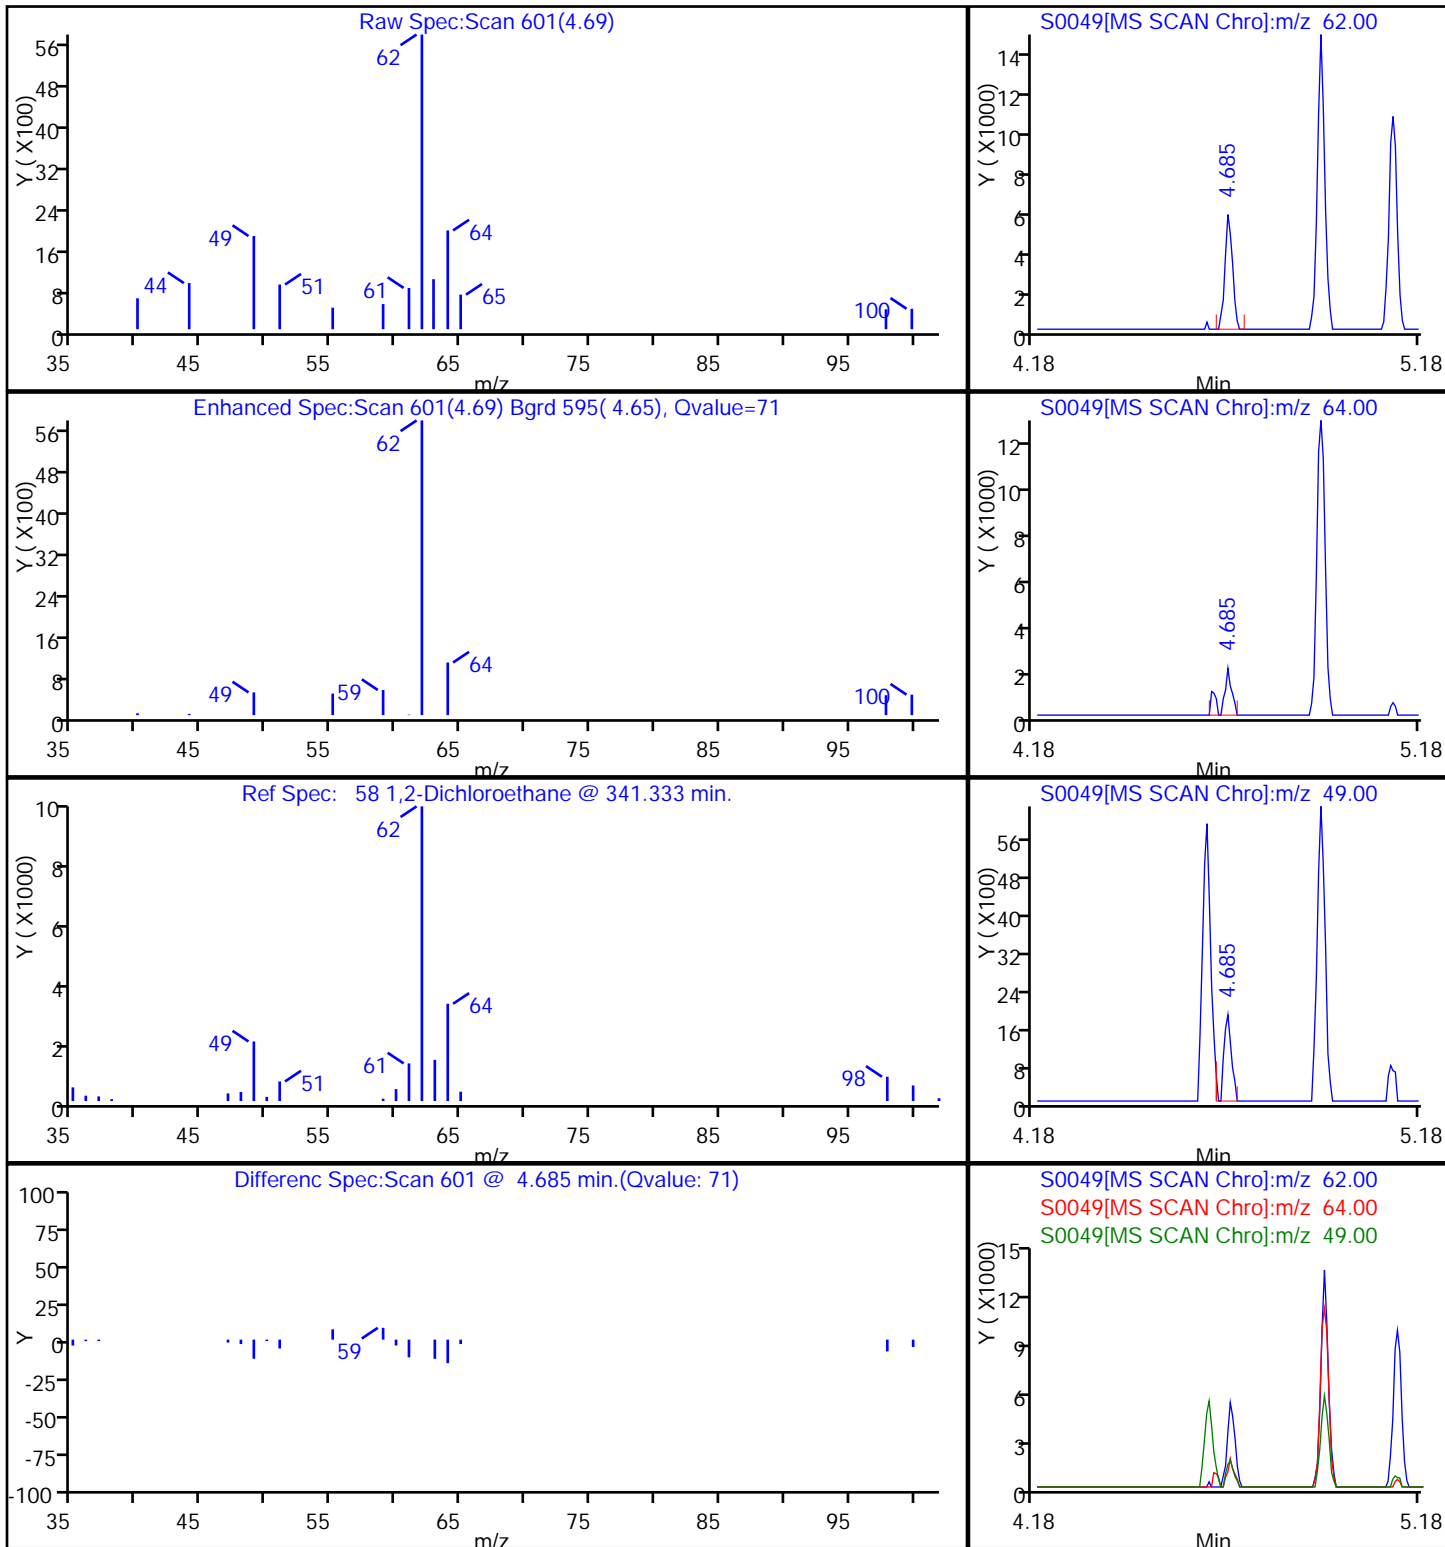 Raw Spec:Scan 601(4.69)
Y ( X100)
56
48
40
32
24
16
8
0
62
49
44
51
61
64
65
100
35 45 55 65 75 85 95
m/z
S0049[MS SCAN Chro]:m/z 62.00
Y ( X1000)
14
12
10
8
6
4
2
0
4.685
4.18 5.18
Min
Enhanced Spec:Scan 601(4.69) Bgrd 595( 4.65), Qvalue=71
Y ( X100)
56
48
40
32
24
16
8
0
62
49
59
64
100
35 45 55 65 75 85 95
m/z
S0049[MS SCAN Chro]:m/z 64.00
Y ( X1000)
12
10
8
6
4
2
0
4.685
4.18 5.18
Min
Ref Spec: 58 1,2-Dichloroethane @ 341.333 min.
Y ( X1000)
10
8
6
4
2
0
62
49
51
61
64
98
35 45 55 65 75 85 95
m/z
S0049[MS SCAN Chro]:m/z 49.00
Y ( X100)
56
48
40
32
24
16
8
0
4.685
4.18 5.18
Min
Differenc Spec:Scan 601 @ 4.685 min.(Qvalue: 71)
Y
100
75
50
25
0
-25
-50
-75
-100
59
35 45 55 65 75 85 95
m/z
S0049[MS SCAN Chro]:m/z 62.00
S0049[MS SCAN Chro]:m/z 64.00
S0049[MS SCAN Chro]:m/z 49.00
Y ( X1000)
15
12
9
6
3
0
4.18 5.18
Min